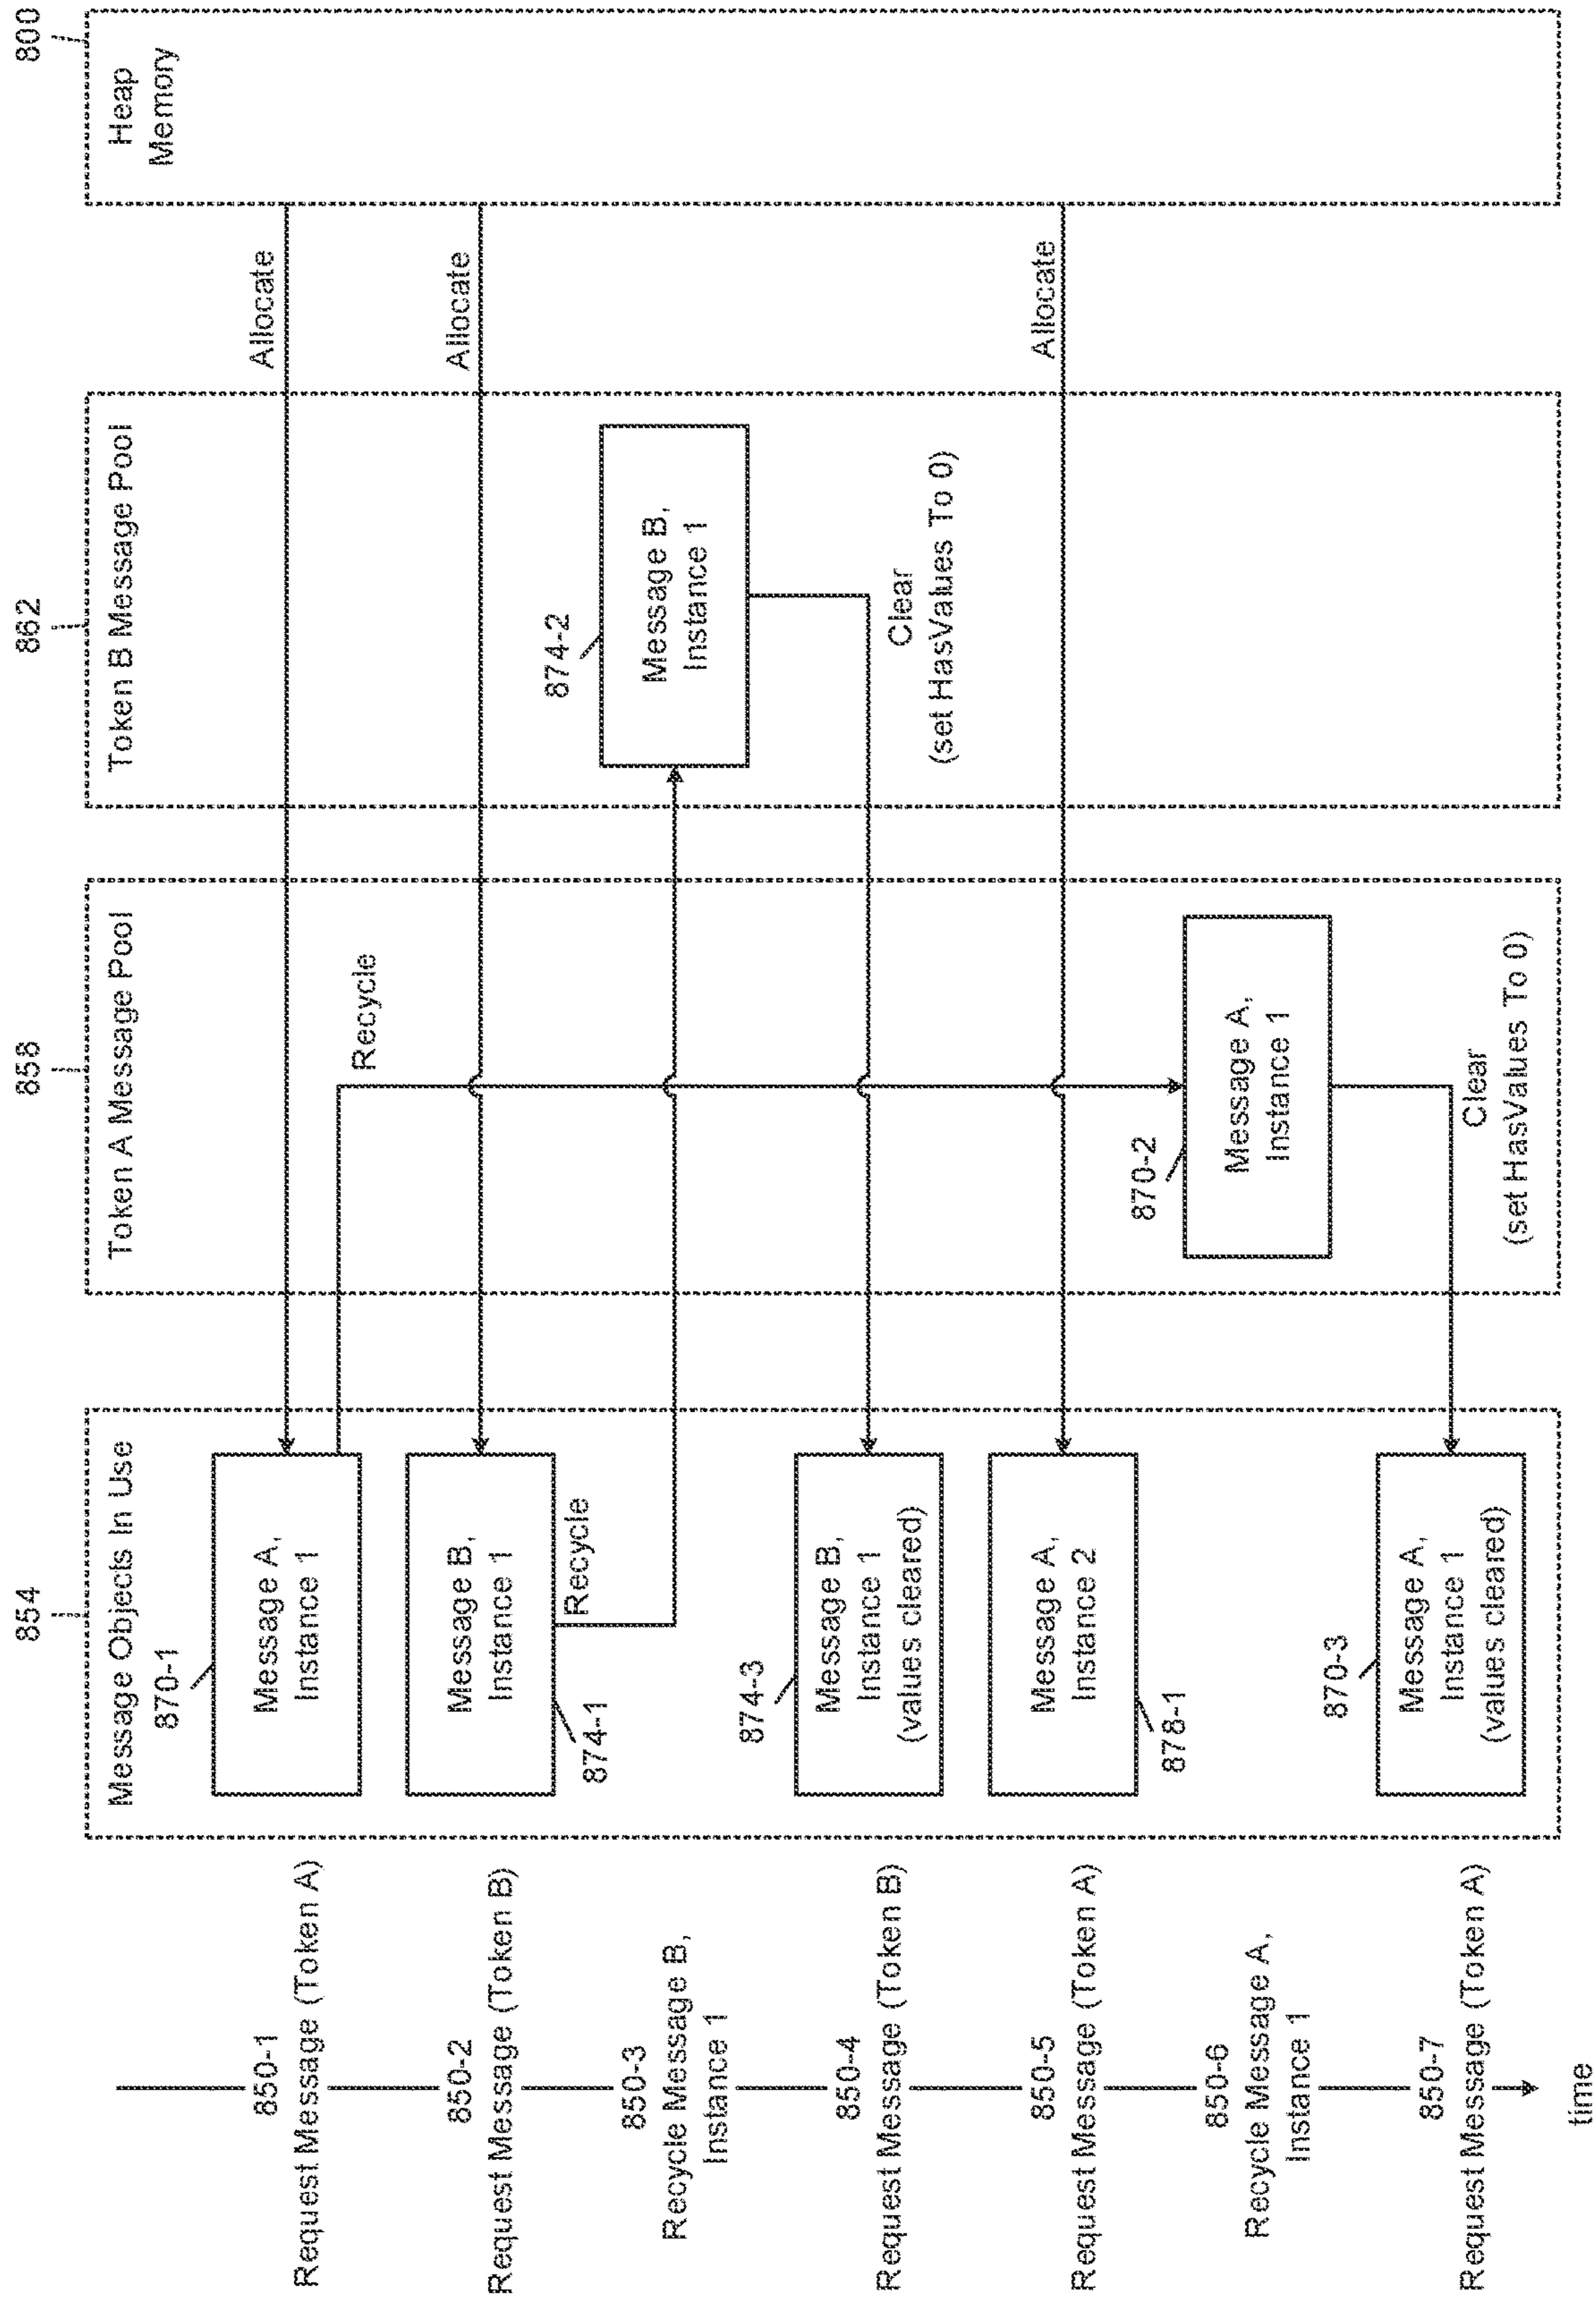 850-1
Request Message (Token A)
850-2
Request Message (Token B)
850-3
Recycle Message B,
Instance 1
850-4
Request Message (Token B)
850-5
Request Message (Token A)
850-6
Recycle Message A,
Instance 1
850-7
Request Message (Token A)
time
854
Message Objects In Use
870-1
Message A,
Instance 1
Message B,
Instance 1
874-1
Recycle
874-3
Message B,
Instance 1
(values cleared)
Message A,
Instance 2
878-1
870-3
Message A,
Instance 1
(values cleared)
858
Token A Message Pool
Recycle
870-2
Message A,
Instance 1
Clear
(set HasValues To 0)
862
Token B Message Pool
874-2
Message B,
Instance 1
Clear
(set HasValues To 0)
Allocate
Allocate
Allocate
800
Heap
Memory